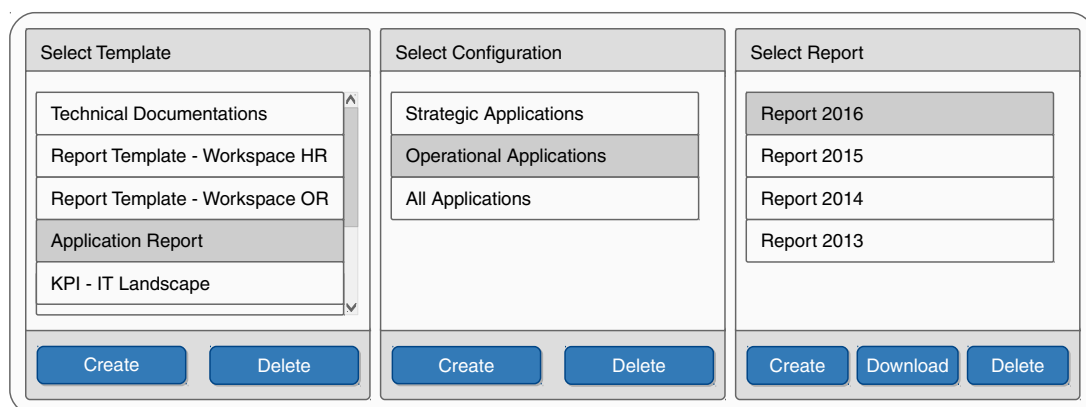 Select Template
Technical Documentations
Report Template - Workspace HR
Report Template - Workspace OR
Application Report
KPI - IT Landscape
Create
Delete
Select Configuration
Strategic Applications
Operational Applications
All Applications
Create
Delete
Select Report
Report 2016
Report 2015
Report 2014
Report 2013
Create
Download
Delete